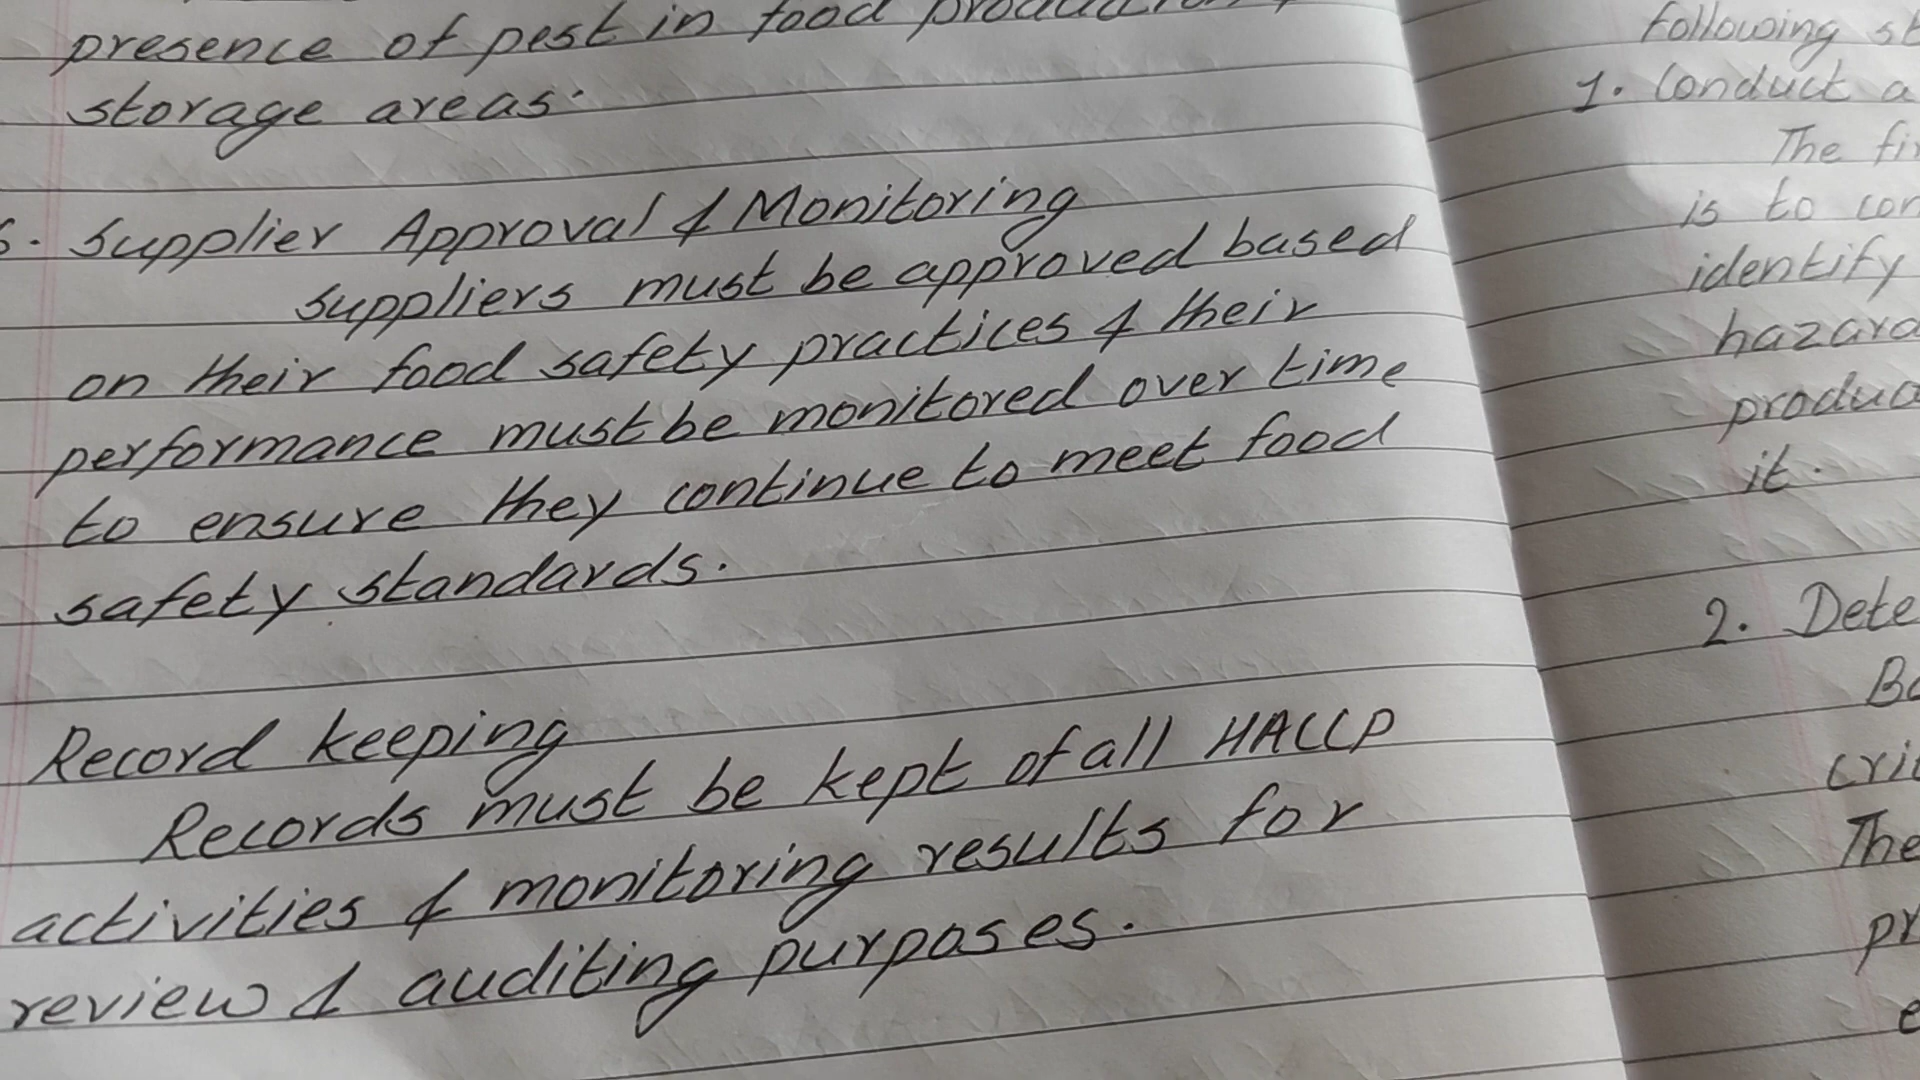 presence of pest in food
storage areas.
Supplier Approval & Monitoring
suppliers must be approved based
on their food safety practices & their
performance must be monitored over time
to ensure they continue to meet food
safety standards.
Record keeping
Records must be kept of all HACCP
activities & monitoring results for
review & auditing purposes.
following
1. Conduct a
The
is to
identify
it.
2.
The